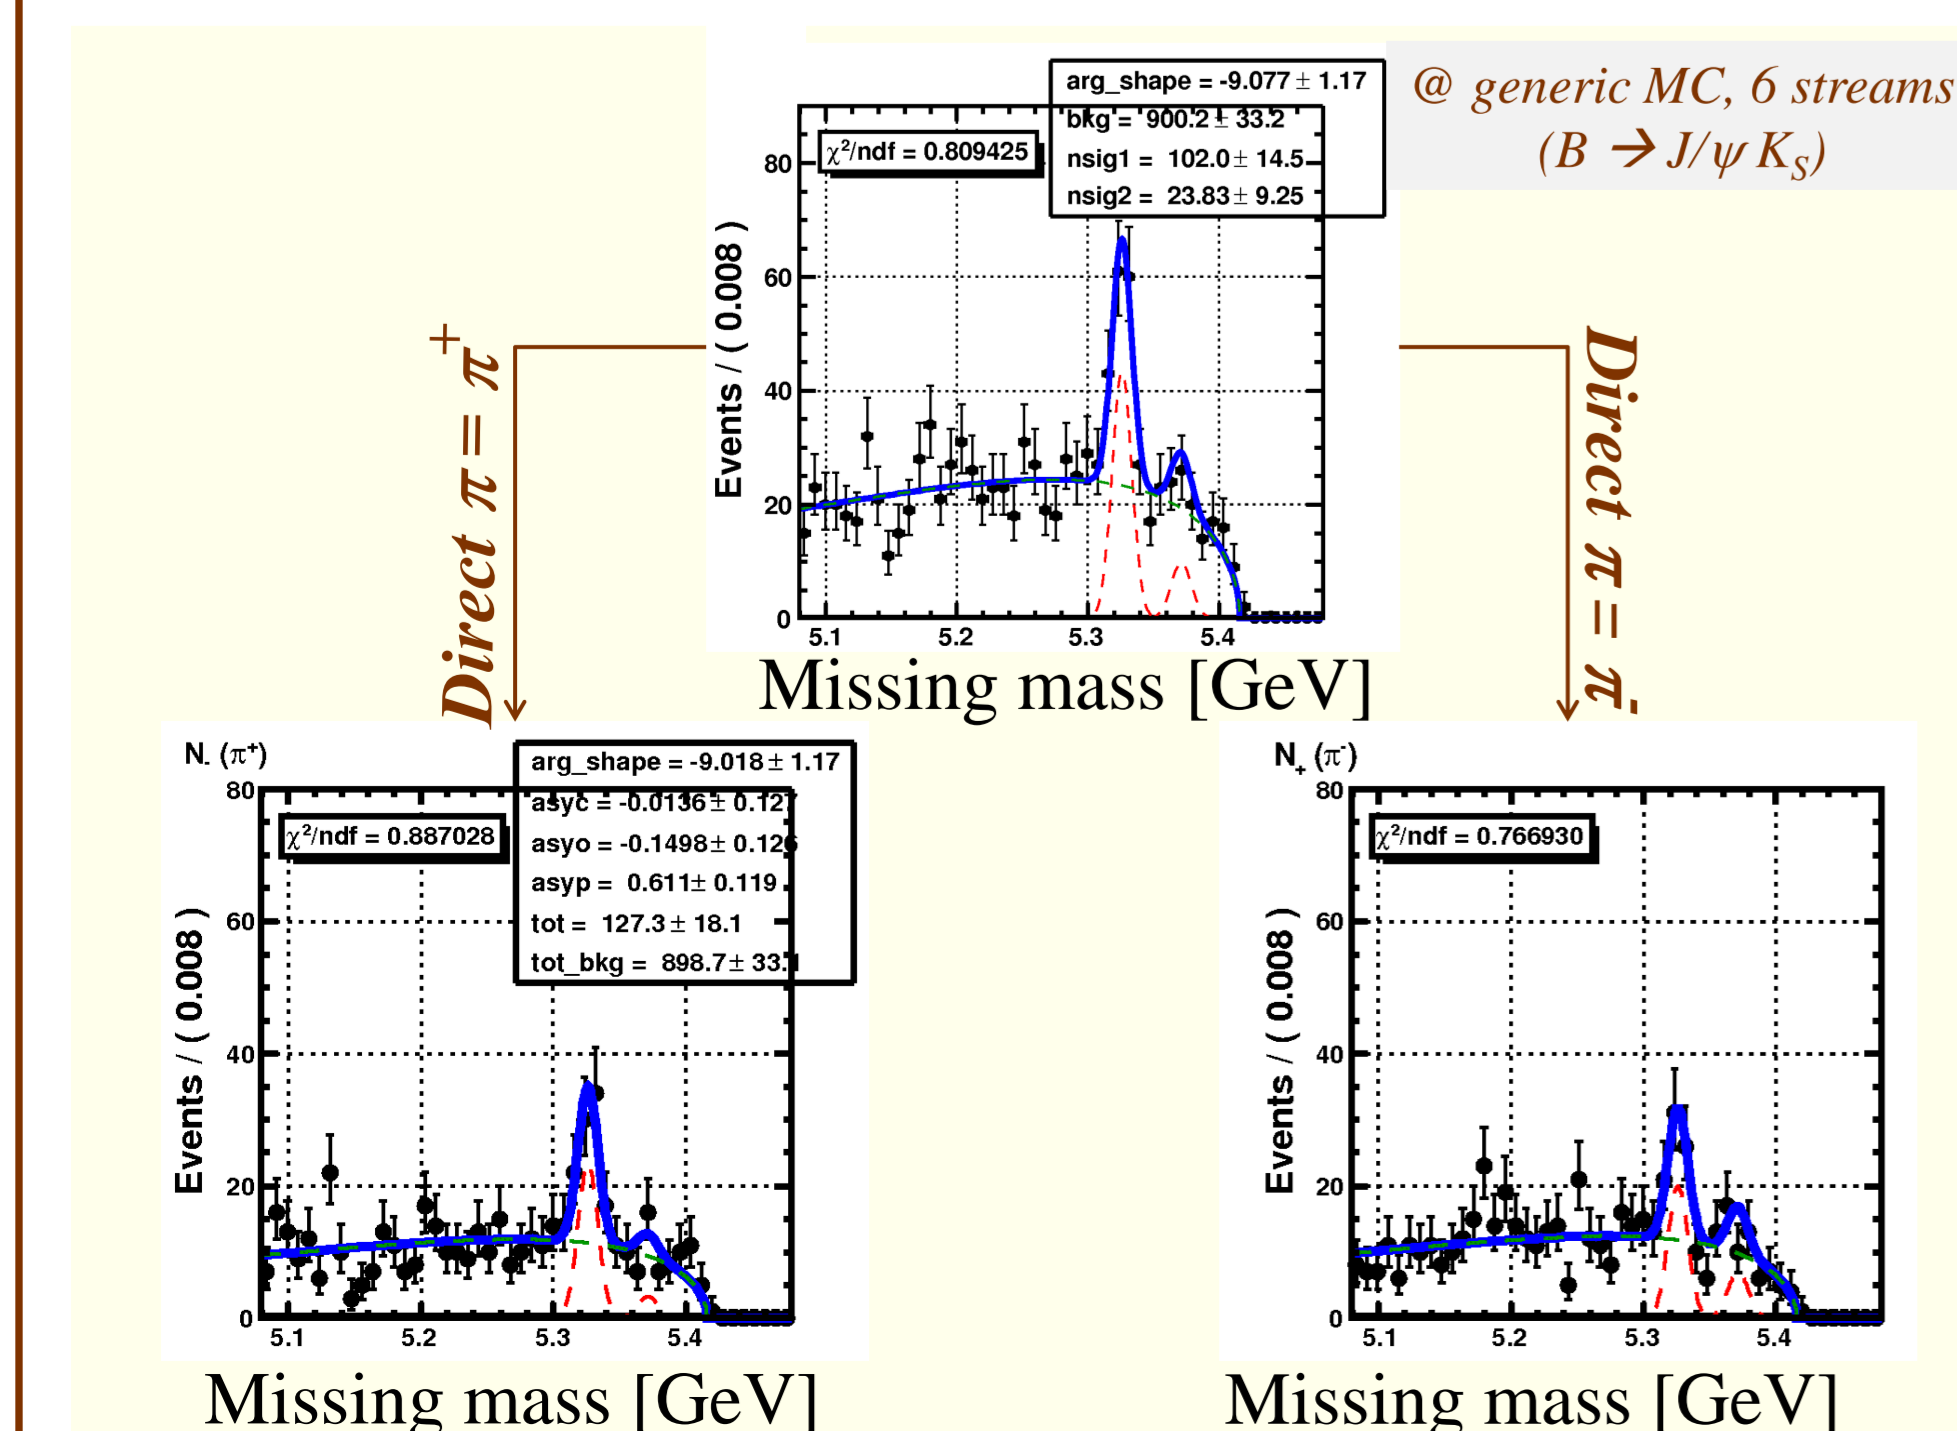 arg_shape = -9.077 ± 1.17
bkg = 900.2 ± 33.2
nsig1 = 102.0 ± 14.5
nsig2 = 23.83 ± 9.25
χ²/ndf = 0.809425
@ generic MC, 6 streams
(B → J/ψ K_S)
Events / ( 0.008 )
80
60
40
20
0
5.1 5.2 5.3 5.4
Missing mass [GeV]
Direct π = π⁺
Direct π = π⁻
N₋ (π⁺)
arg_shape = -9.018 ± 1.17
asyc = -0.0136 ± 0.127
asyo = -0.1498 ± 0.126
asyp = 0.611 ± 0.119
tot = 127.3 ± 18.1
tot_bkg = 898.7 ± 33.1
χ²/ndf = 0.887028
Events / ( 0.008 )
80
60
40
20
0
5.1 5.2 5.3 5.4
Missing mass [GeV]
N₊ (π⁻)
χ²/ndf = 0.766930
Events / ( 0.008 )
80
60
40
20
0
5.1 5.2 5.3 5.4
Missing mass [GeV]